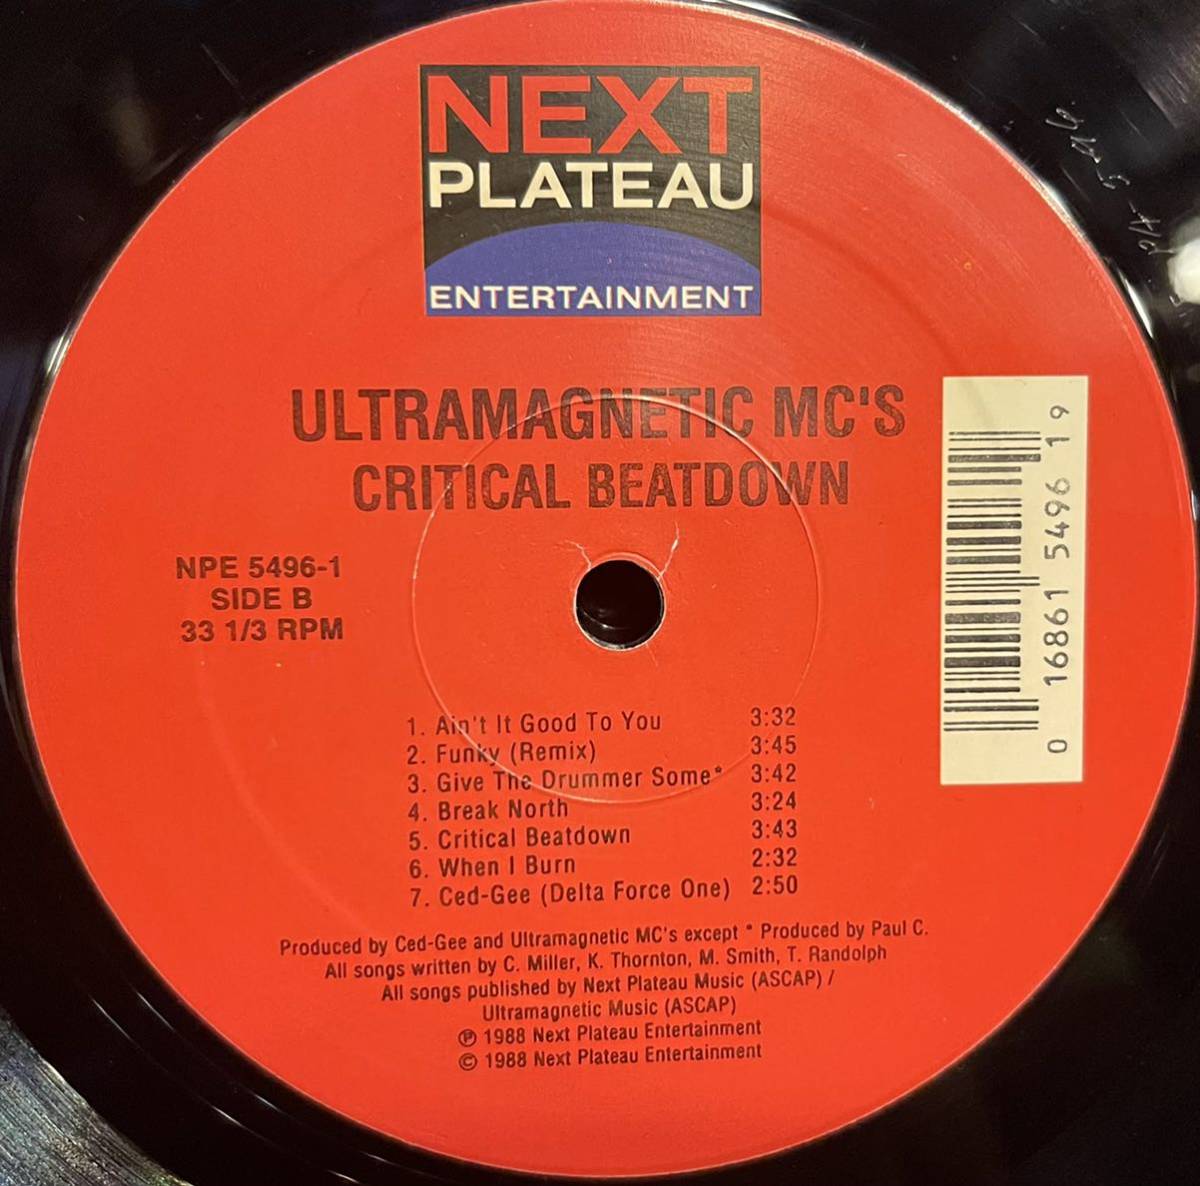 NEXT
PLATEAU
ENTERTAINMENT
ULTRAMAGNETIC MC'S
CRITICAL BEATDOWN
NPE 5496-1
SIDE B
33 1/3 RPM
0 16861 5496 1 9
1. Ain't It Good To You 3:32
2. Funky (Remix) 3:45
3. Give The Drummer Some* 3:42
4. Break North 3:24
5. Critical Beatdown 3:43
6. When I Burn 2:32
7. Ced-Gee (Delta Force One) 2:50
Produced by Ced-Gee and Ultramagnetic MC's except * Produced by Paul C.
All songs written by C. Miller, K. Thornton, M. Smith, T. Randolph
All songs published by Next Plateau Music (ASCAP) /
Ultramagnetic Music (ASCAP)
℗ 1988 Next Plateau Entertainment
© 1988 Next Plateau Entertainment